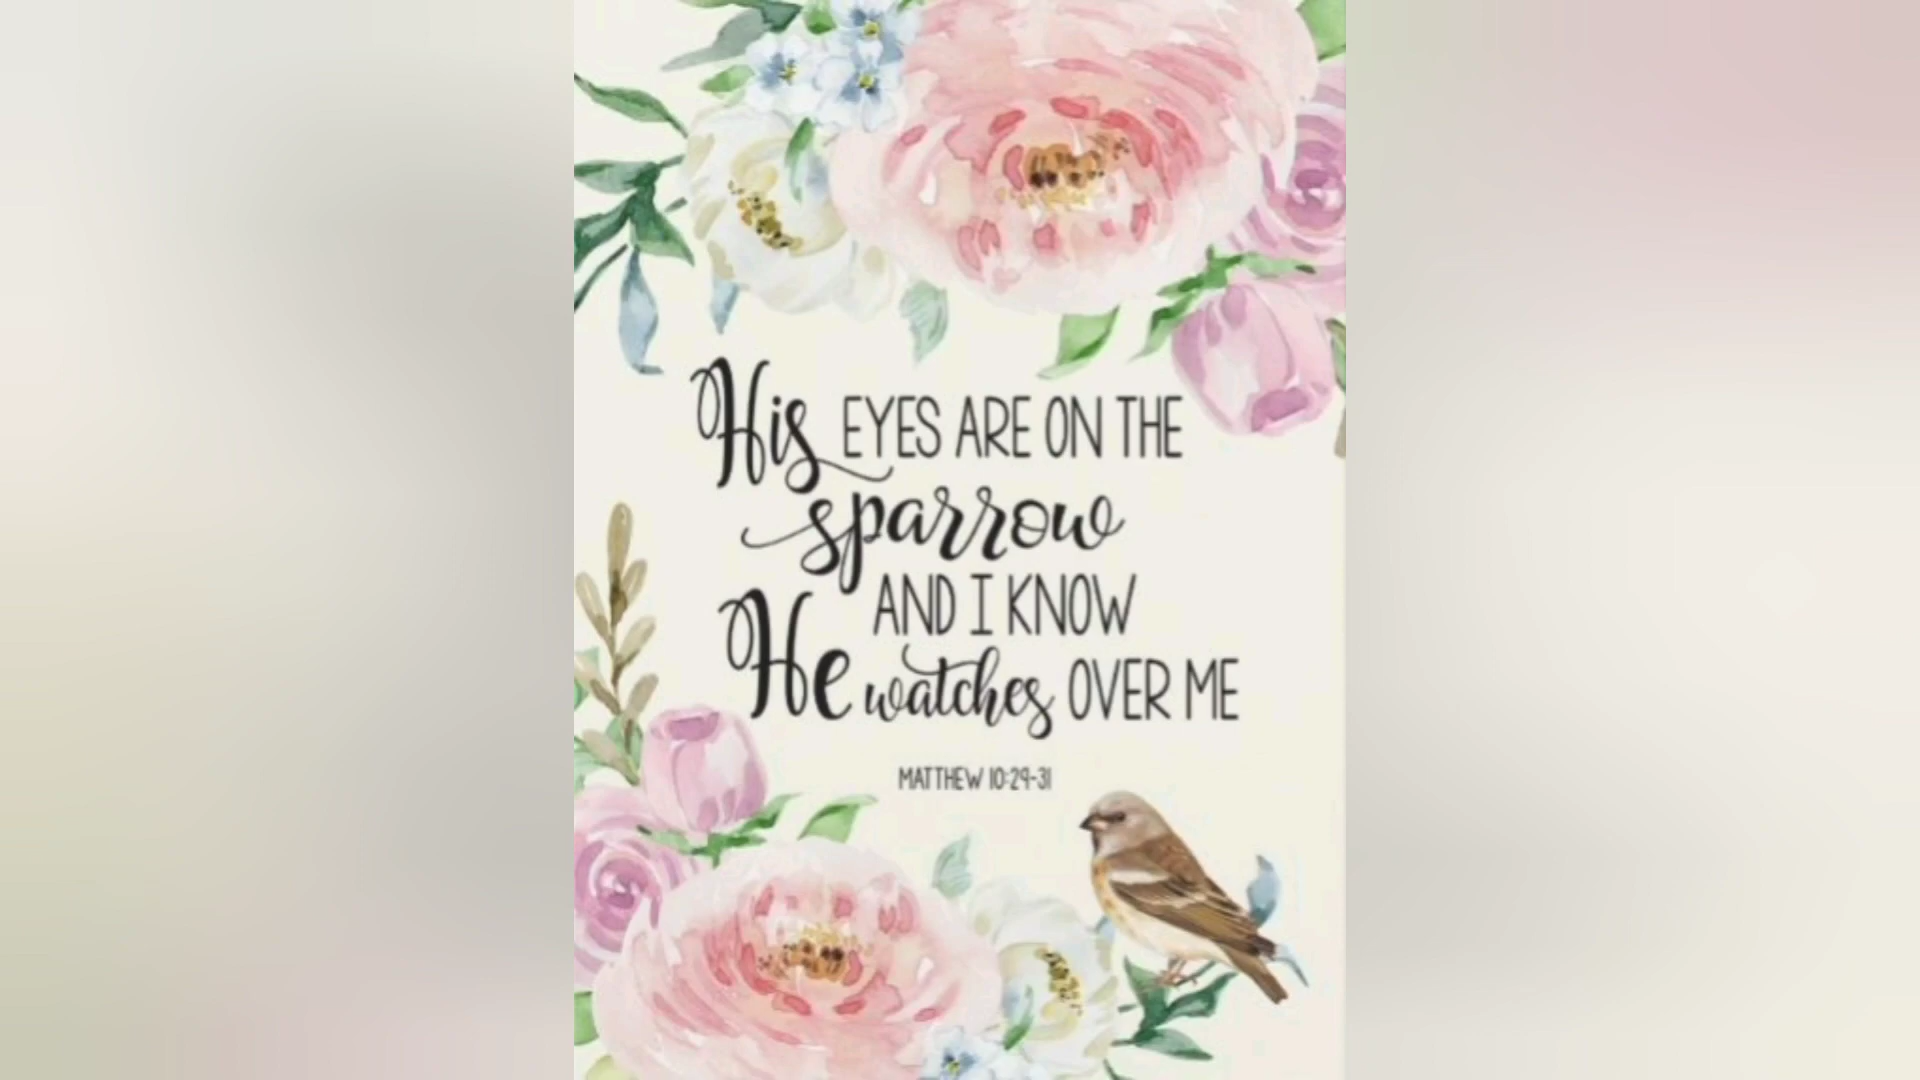 His EYES ARE ON THE
sparrow
AND I KNOW
He watches OVER ME
MATTHEW 10:29-31